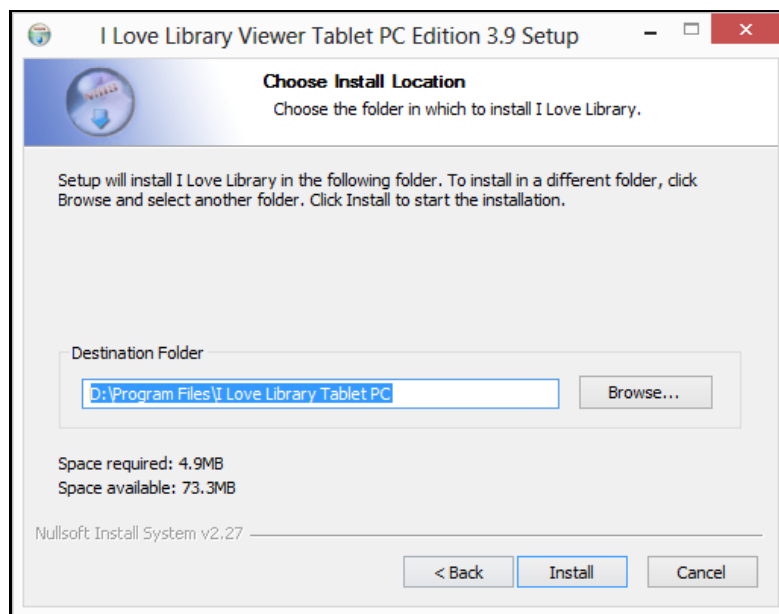 I Love Library Viewer Tablet PC Edition 3.9 Setup
Choose Install Location
Choose the folder in which to install I Love Library.
Setup will install I Love Library in the following folder. To install in a different folder, click
Browse and select another folder. Click Install to start the installation.
Destination Folder
D:\Program Files\I Love Library Tablet PC
Browse...
Space required: 4.9MB
Space available: 73.3MB
Nullsoft Install System v2.27
< Back
Install
Cancel